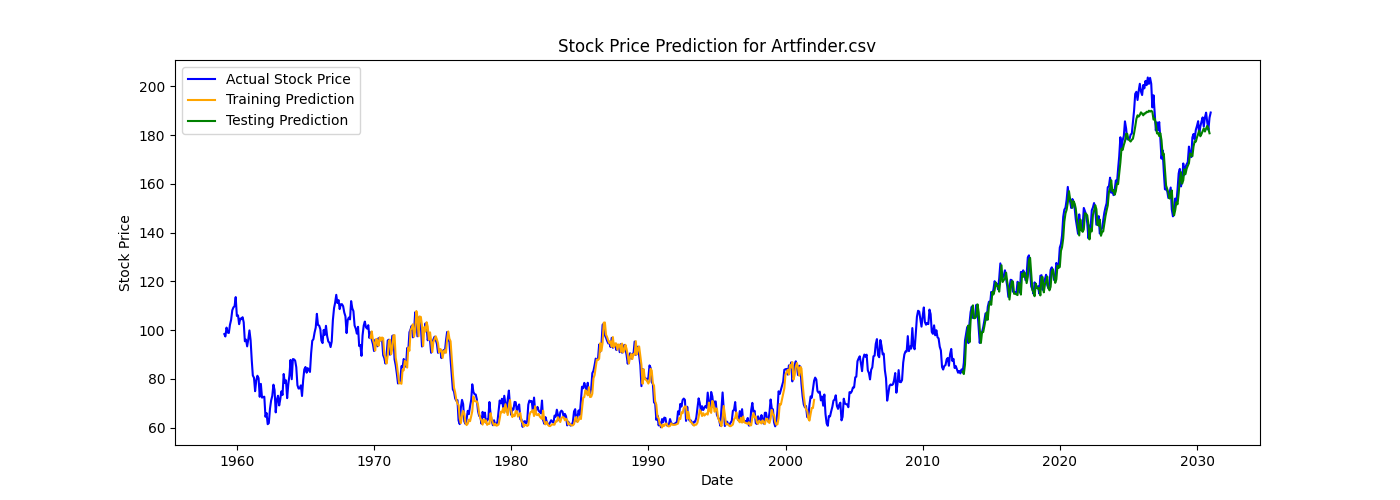 Stock Price Prediction for Artfinder.csv
Actual Stock Price
Training Prediction
Testing Prediction
Stock Price
200
180
160
140
120
100
80
60
1960
1970
1980
1990
2000
2010
2020
2030
Date